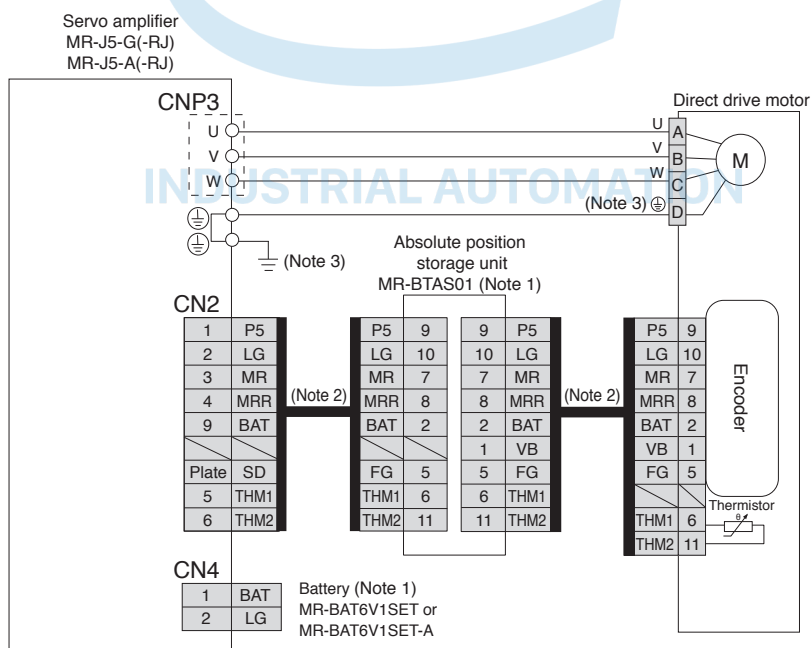 Servo amplifier
MR-J5-G(-RJ)
MR-J5-A(-RJ)
CNP3
Direct drive motor
U U A
V V B
W W C
M
INDUSTRIAL AUTOMATION
(Note 3) D
(Note 3)
Absolute position
storage unit
MR-BTAS01 (Note 1)
CN2
1 P5 P5 9 9 P5 P5 9
2 LG LG 10 10 LG LG 10
3 MR MR 7 7 MR MR 7
4 MRR (Note 2) MRR 8 8 MRR (Note 2) MRR 8
9 BAT BAT 2 2 BAT BAT 2
1 VB VB 1
Plate SD FG 5 5 FG FG 5
5 THM1 THM1 6 6 THM1
6 THM2 THM2 11 11 THM2 THM1 6
THM2 11
Encoder
Thermistor
θ
CN4
1 BAT
2 LG
Battery (Note 1)
MR-BAT6V1SET or
MR-BAT6V1SET-A